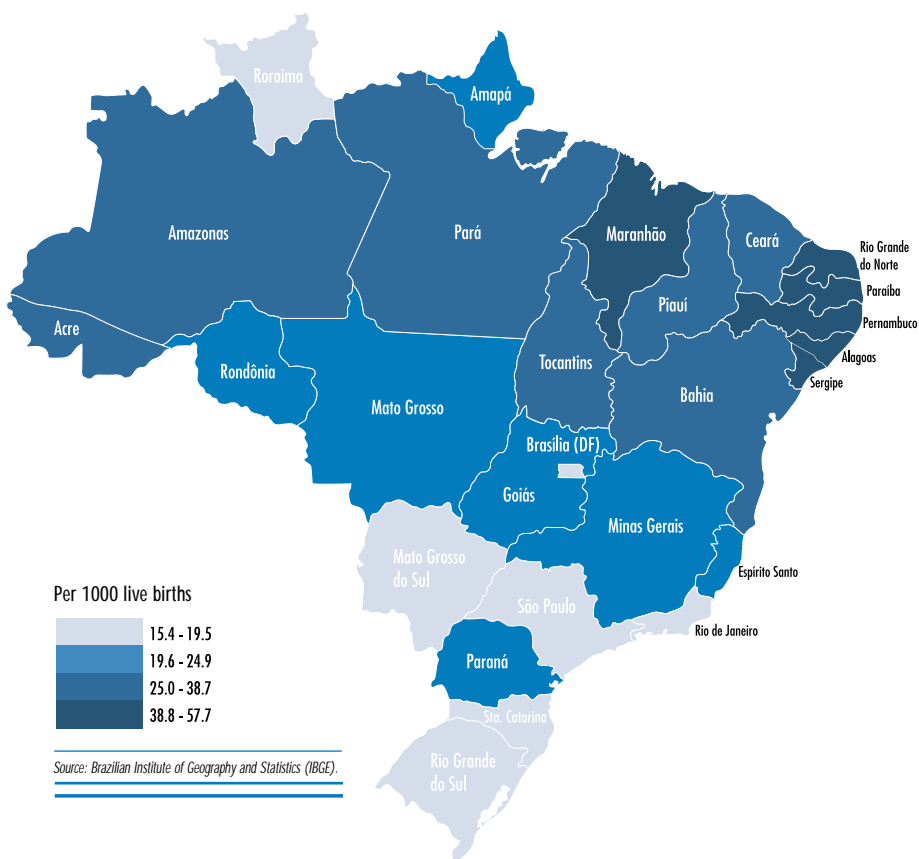 Roraima
Amapá
Amazonas
Pará
Maranhão
Ceará
Rio Grande
do Norte
Paraíba
Piauí
Pernambuco
Acre
Alagoas
Rondônia
Tocantins
Sergipe
Mato Grosso
Bahia
Brasília (DF)
Goiás
Minas Gerais
Mato Grosso
do Sul
Espírito Santo
São Paulo
Rio de Janeiro
Paraná
Sta. Catarina
Rio Grande
do Sul
Per 1000 live births
15.4 - 19.5
19.6 - 24.9
25.0 - 38.7
38.8 - 57.7
Source: Brazilian Institute of Geography and Statistics (IBGE).